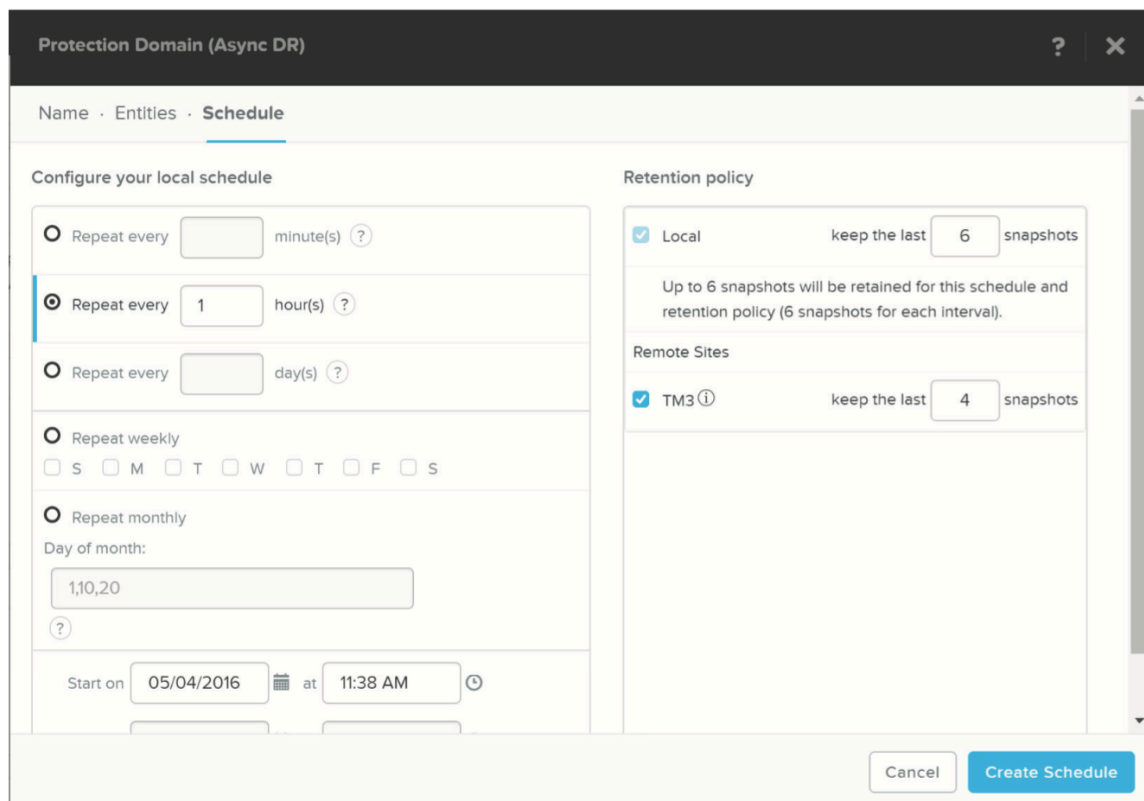 Protection Domain (Async DR)
? ×
Name · Entities · Schedule
Configure your local schedule
Repeat every minute(s) ?
Repeat every 1 hour(s) ?
Repeat every day(s) ?
Repeat weekly
S M T W T F S
Repeat monthly
Day of month:
1,10,20
?
Start on 05/04/2016 at 11:38 AM
Retention policy
Local keep the last 6 snapshots
Up to 6 snapshots will be retained for this schedule and
retention policy (6 snapshots for each interval).
Remote Sites
TM3 keep the last 4 snapshots
Cancel Create Schedule